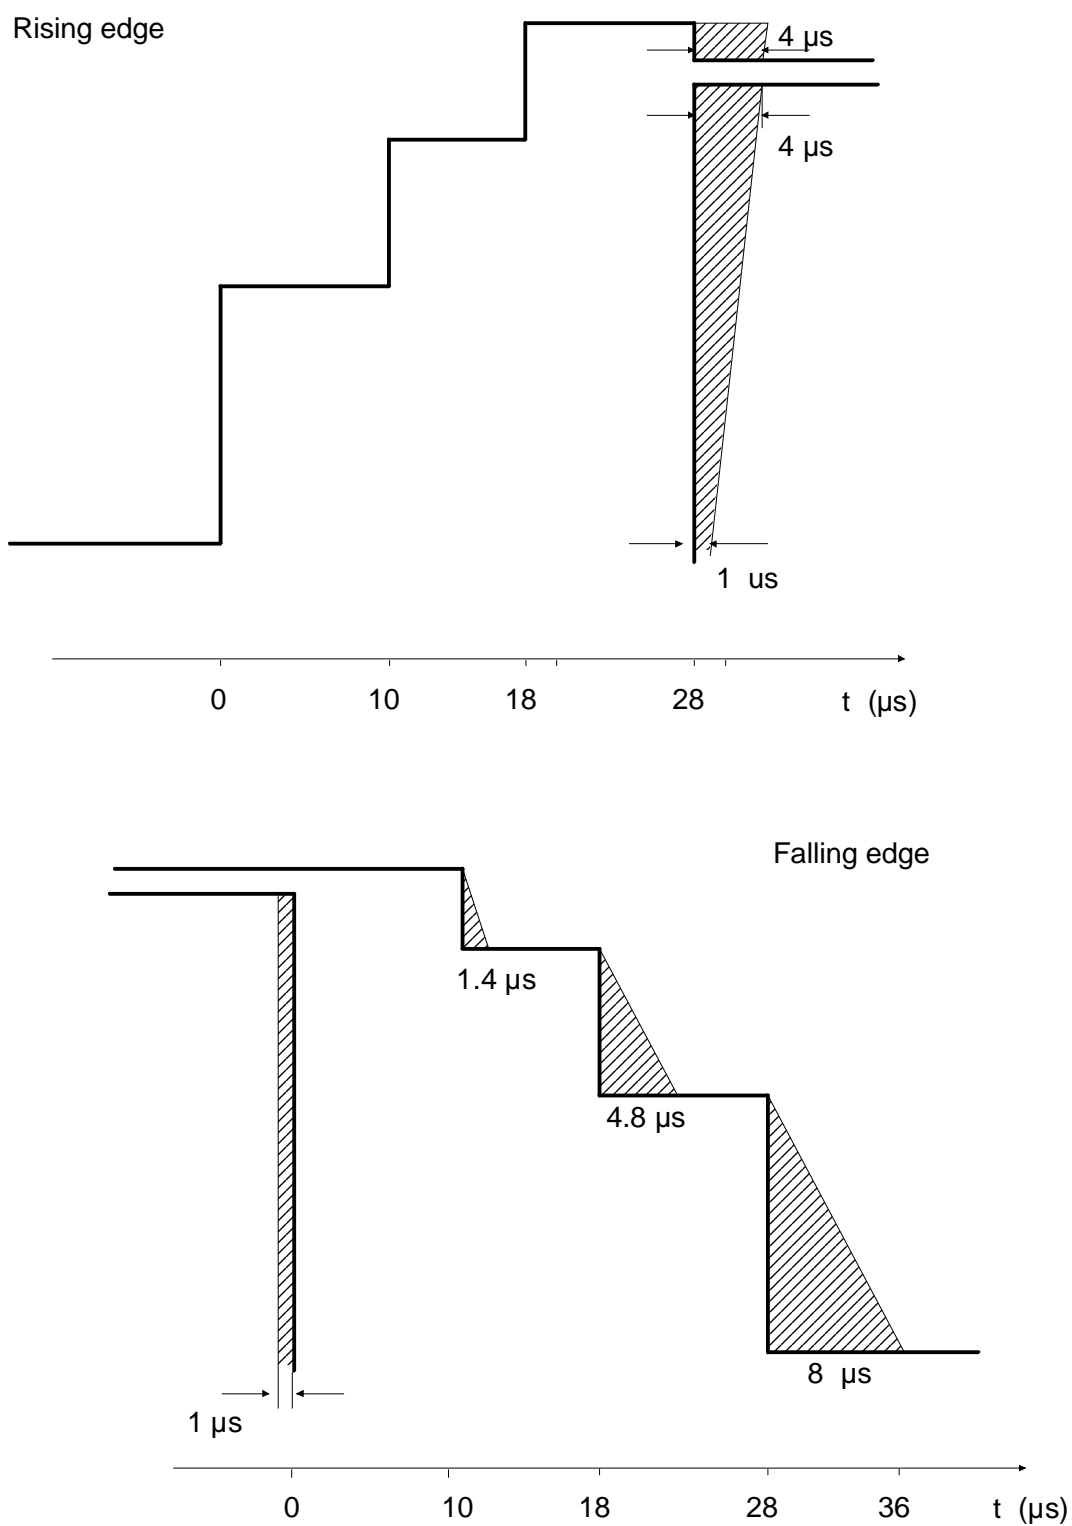 Rising edge
4 µs
4 µs
1 us
0 10 18 28 t (µs)
Falling edge
1.4 µs
4.8 µs
8 µs
1 µs
0 10 18 28 36 t (µs)